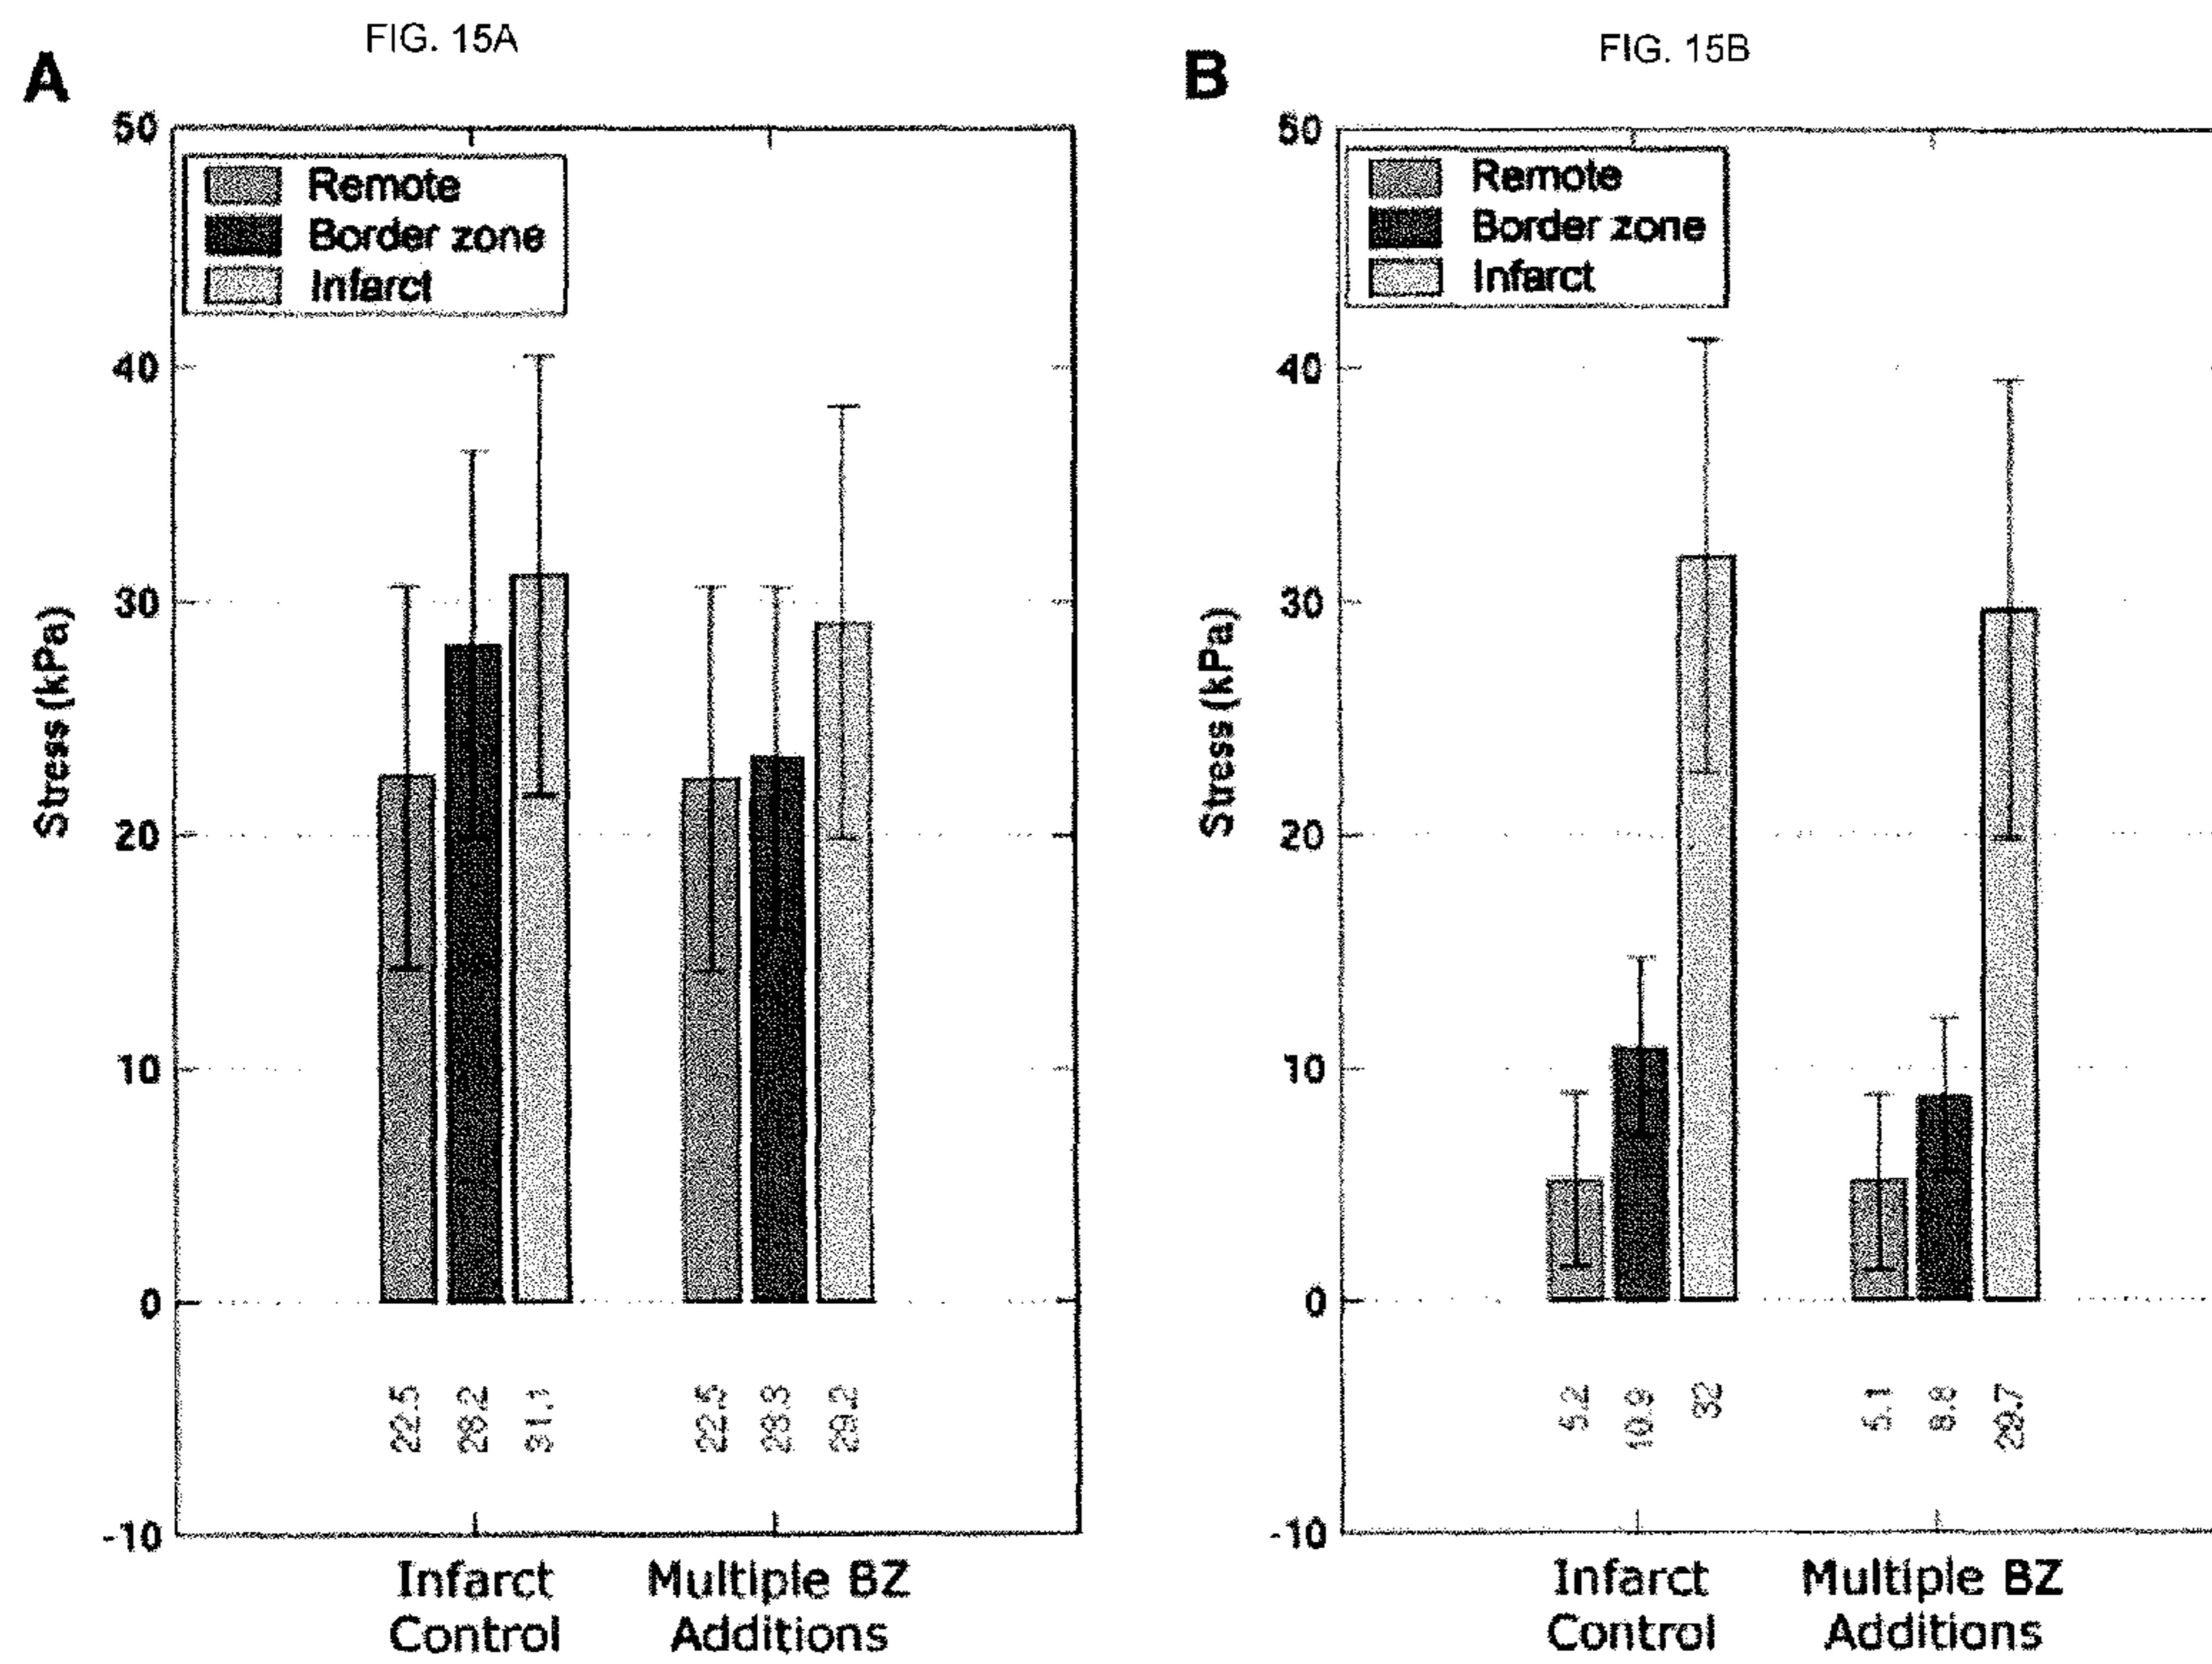 FIG. 15A
A
50
40
30
20
10
0
-10
Stress (kPa)
Remote
Border zone
Infarct
22.5
28.2
31.1
22.5
23.3
29.2
Infarct
Control
Multiple BZ
Additions
FIG. 15B
B
50
40
30
20
10
0
-10
Stress (kPa)
Remote
Border zone
Infarct
5.2
10.9
32
5.1
8.8
29.7
Infarct
Control
Multiple BZ
Additions